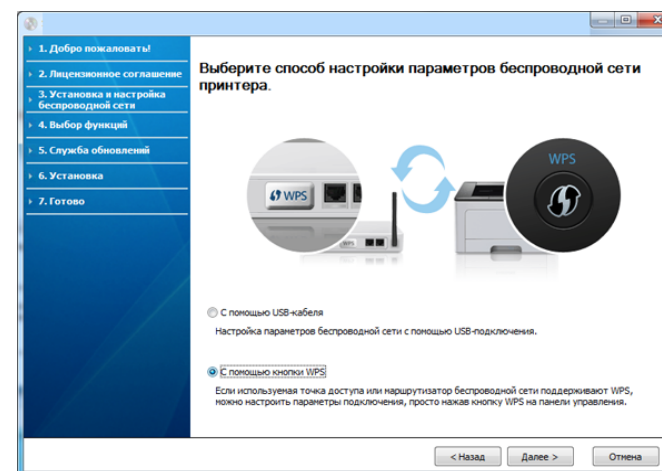 1. Добро пожаловать!
2. Лицензионное соглашение
3. Установка и настройка
беспроводной сети
4. Выбор функций
5. Служба обновлений
6. Установка
7. Готово
Выберите способ настройки параметров беспроводной сети
принтера.
WPS
WPS
WPS
С помощью USB-кабеля
Настройка параметров беспроводной сети с помощью USB-подключения.
С помощью кнопки WPS
Если используемая точка доступа или маршрутизатор беспроводной сети поддерживают WPS,
можно настроить параметры подключения, просто нажав кнопку WPS на панели управления.
< Назад
Далее >
Отмена